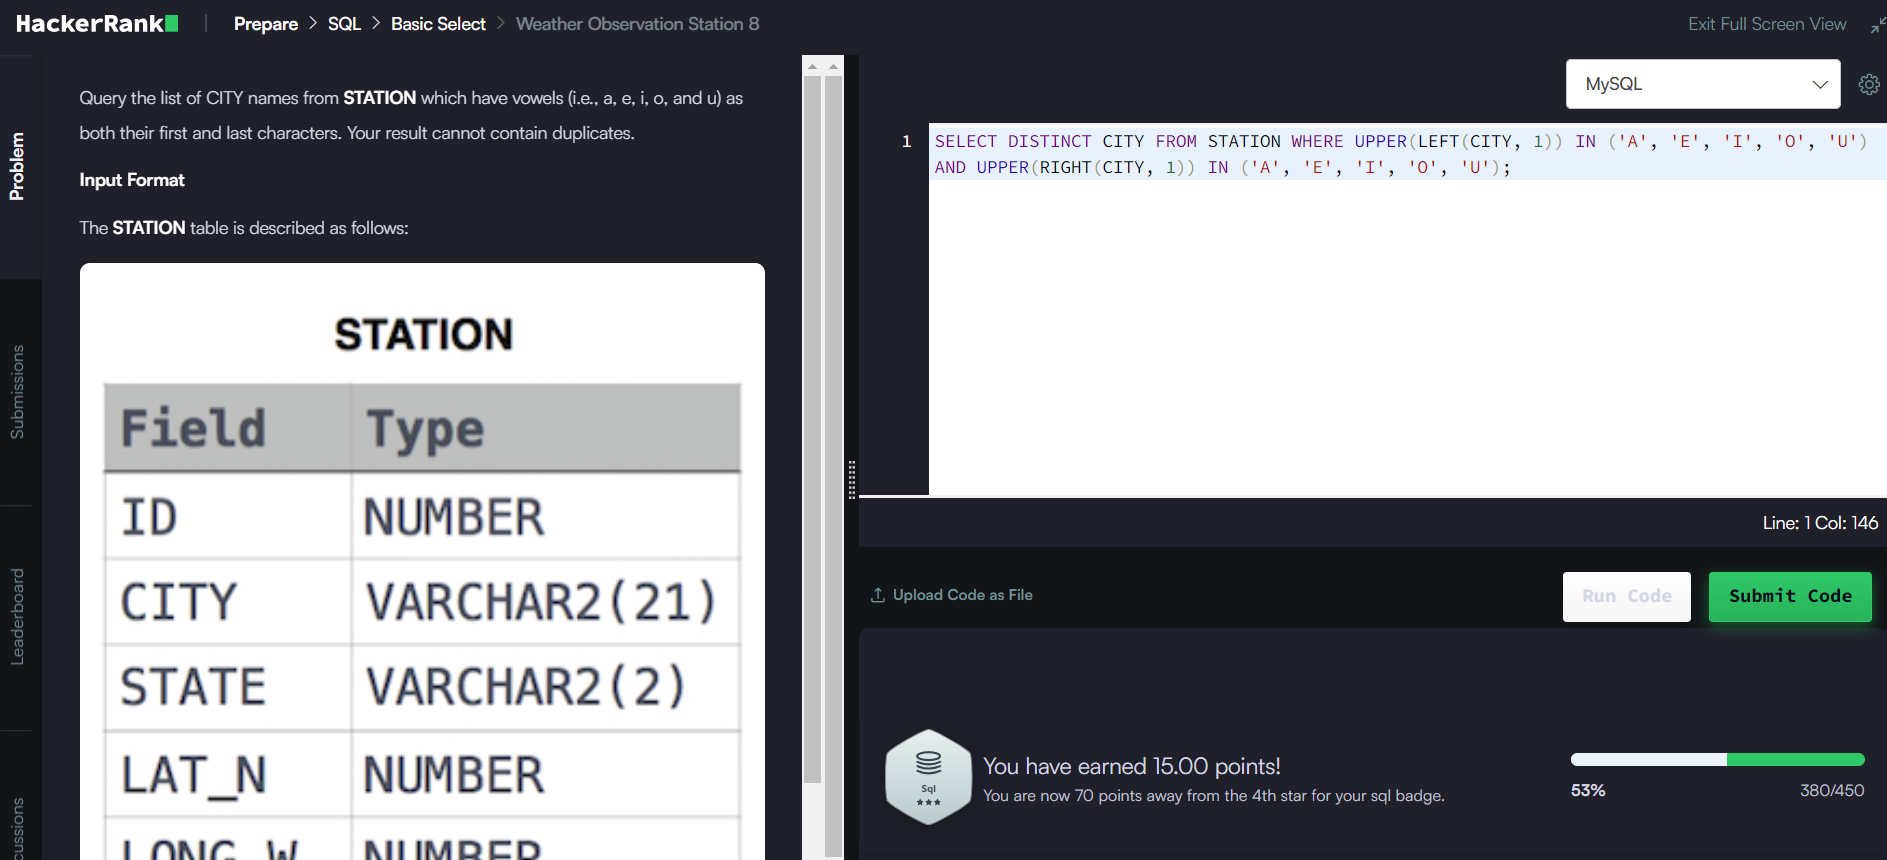 HackerRank
Prepare > SQL > Basic Select > Weather Observation Station 8
Exit Full Screen View
Problem
Submissions
Leaderboard
Query the list of CITY names from STATION which have vowels (i.e., a, e, i, o, and u) as
both their first and last characters. Your result cannot contain duplicates.
Input Format
The STATION table is described as follows:
STATION
Field Type
ID NUMBER
CITY VARCHAR2(21)
STATE VARCHAR2(2)
LAT_N NUMBER
LONG_W NUMBER
MySQL
1 SELECT DISTINCT CITY FROM STATION WHERE UPPER(LEFT(CITY, 1)) IN ('A', 'E', 'I', 'O', 'U')
AND UPPER(RIGHT(CITY, 1)) IN ('A', 'E', 'I', 'O', 'U');
Line: 1 Col: 146
Upload Code as File
Run Code
Submit Code
Sql
You have earned 15.00 points!
You are now 70 points away from the 4th star for your sql badge.
53% 380/450